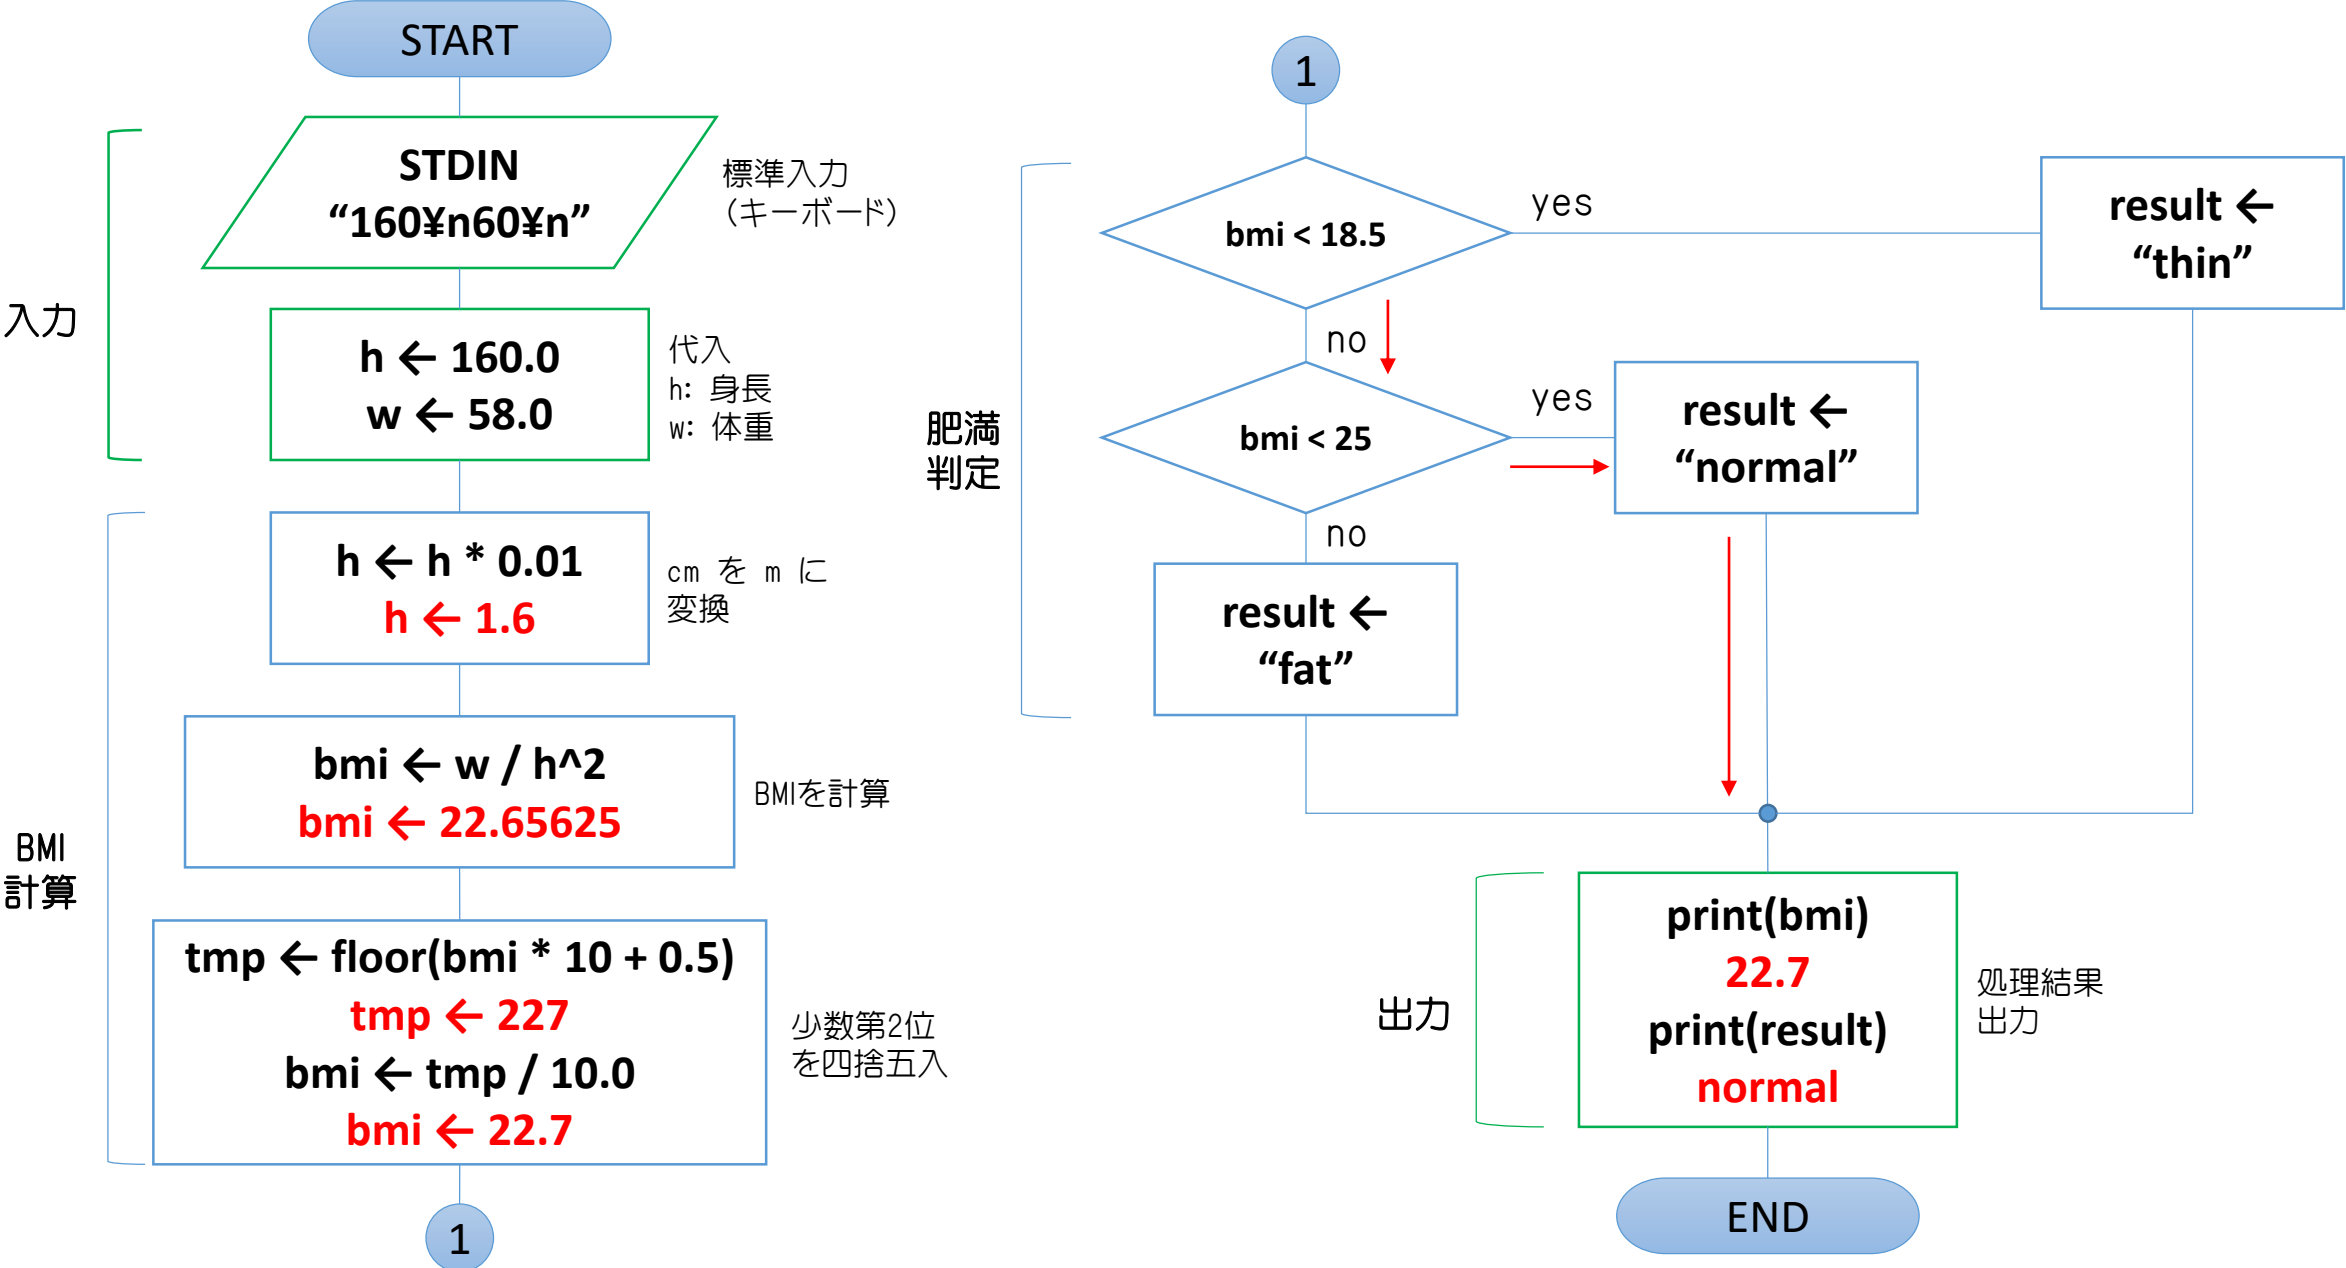 START
入力
STDIN
“160¥n60¥n”
標準入力
(キーボード)
h ← 160.0
w ← 58.0
代入
h: 身長
w: 体重
BMI
計算
h ← h * 0.01
h ← 1.6
cm を m に
変換
bmi ← w / h^2
bmi ← 22.65625
BMIを計算
tmp ← floor(bmi * 10 + 0.5)
tmp ← 227
bmi ← tmp / 10.0
bmi ← 22.7
少数第2位
を四捨五入
1
1
肥満
判定
bmi < 18.5
yes
result ←
“thin”
no
bmi < 25
yes
result ←
“normal”
no
result ←
“fat”
出力
print(bmi)
22.7
print(result)
normal
処理結果
出力
END